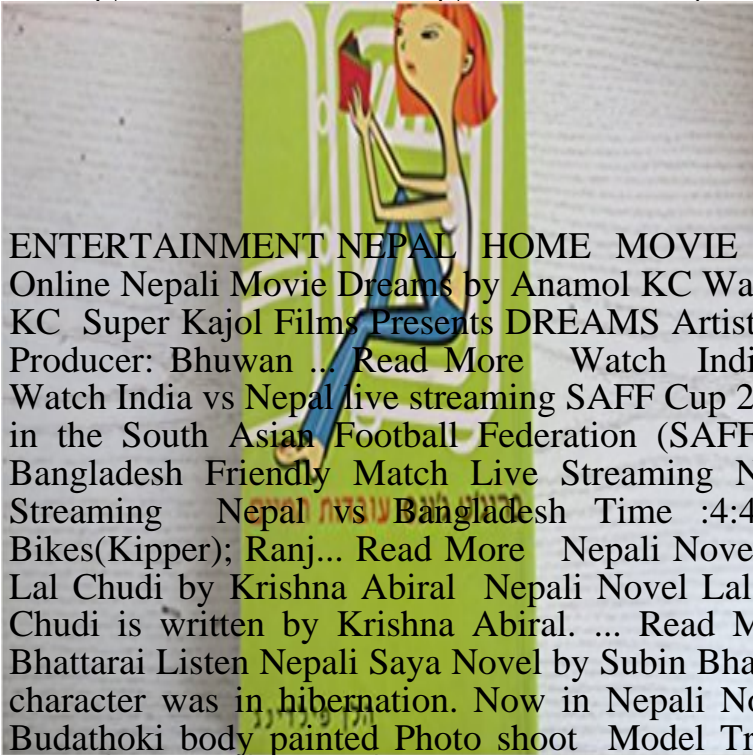 ENTERTAINMENT NEPAL HOME MOVIE
Online Nepali Movie Dreams by Anamol KC Wa
KC Super Kajol Films Presents DREAMS Artist
Producer: Bhuwan ... Read More Watch Indi
Watch India vs Nepal live streaming SAFF Cup 2
in the South Asian Football Federation (SAFF
Bangladesh Friendly Match Live Streaming N
Streaming Nepal vs Bangladesh Time :4:4
עובדות
Bikes(Kipper); Ranj... Read More Nepali Nove
Lal Chudi by Krishna Abiral Nepali Novel Lal
Chudi is written by Krishna Abiral. ... Read M
Bhattarai Listen Nepali Saya Novel by Subin Bha
character was in hibernation. Now in Nepali No
הלן פילדינג
Budathoki body painted Photo shoot Model Tr